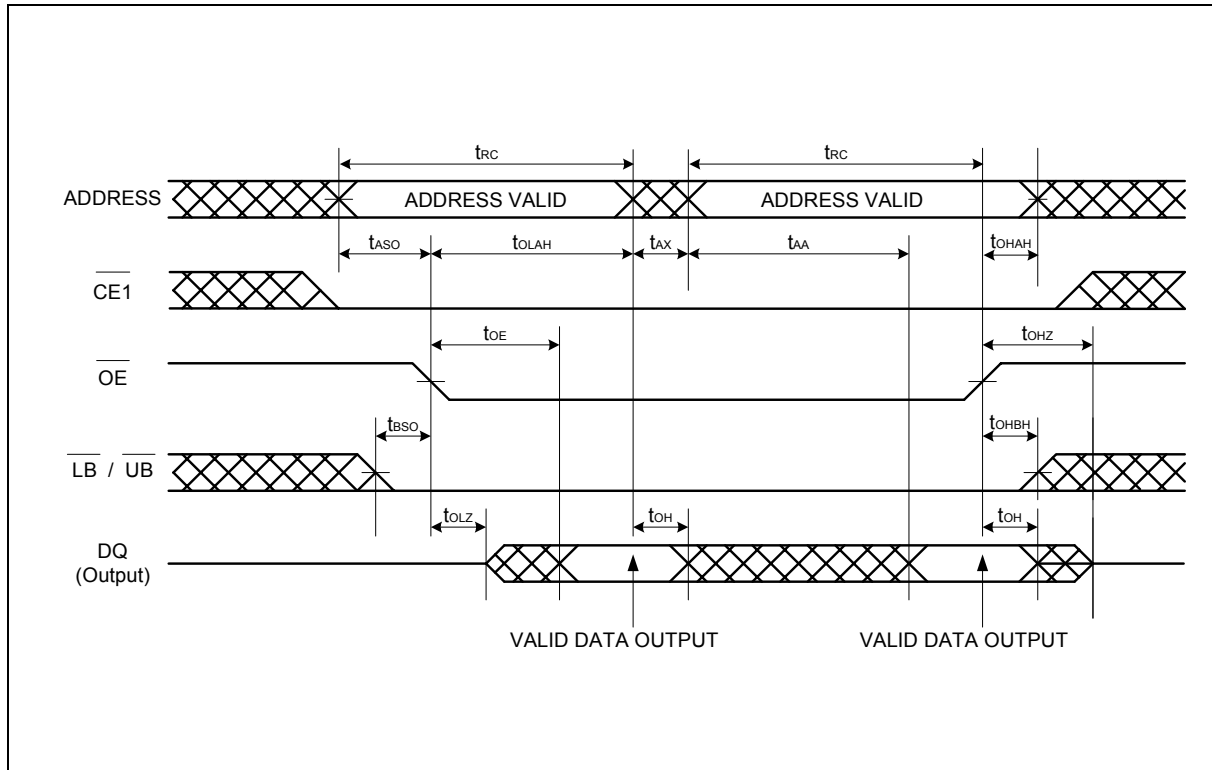 tRC tRC
ADDRESS ADDRESS VALID ADDRESS VALID
tASO tOLAH tAX tAA tOHAH
CE1
tOE tOHZ
OE
tBSO tOHBH
LB / UB
tOLZ tOH tOH
DQ
(Output)
VALID DATA OUTPUT VALID DATA OUTPUT